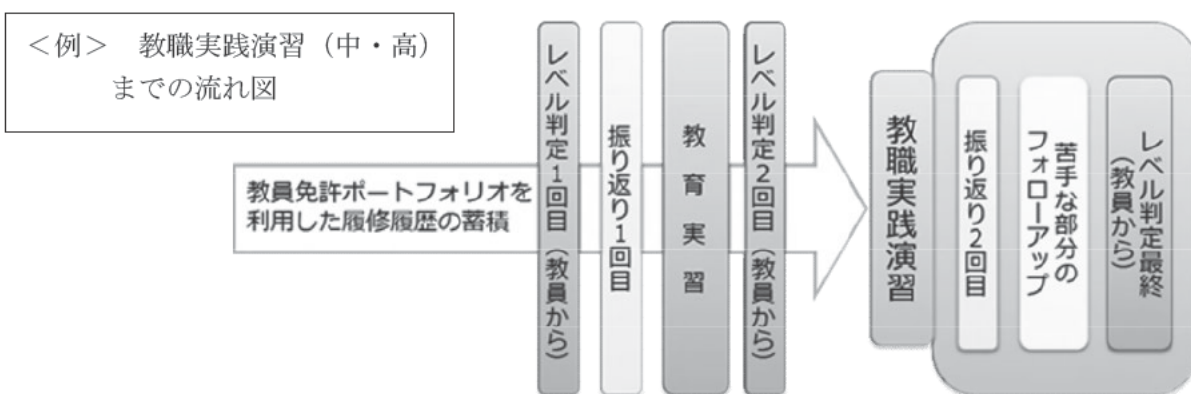 ＜例＞　教職実践演習（中・高）
までの流れ図
教員免許ポートフォリオを
利用した履修履歴の蓄積
レベル判定1回目（教員から）
振り返り1回目
教育実習
レベル判定2回目（教員から）
教職実践演習
振り返り2回目
苦手な部分の
フォローアップ
レベル判定最終
（教員から）